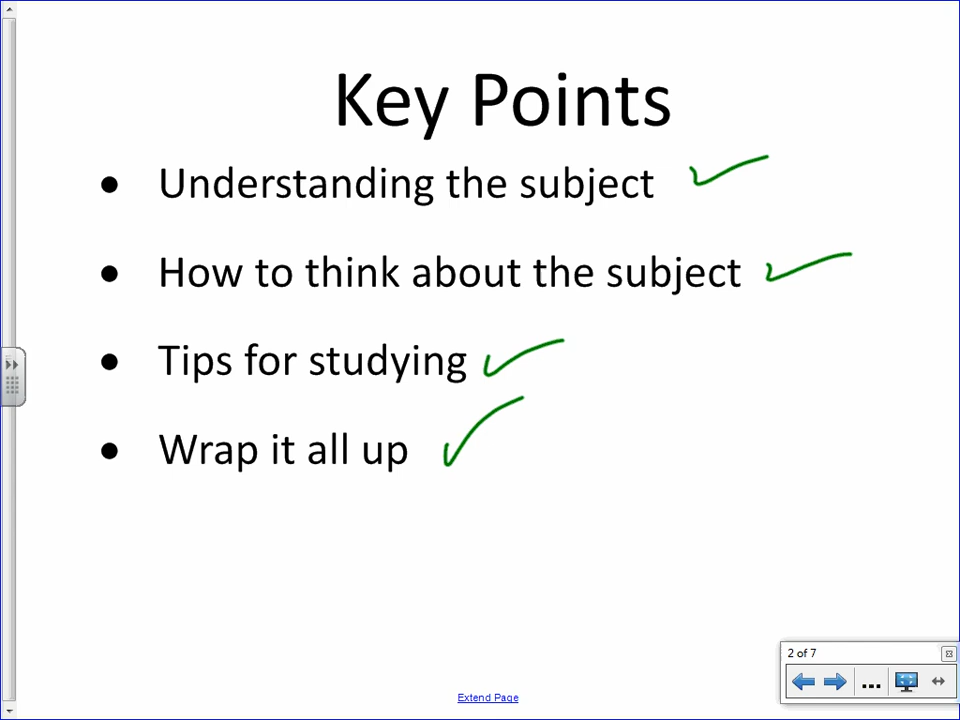 Key Points
• Understanding the subject
• How to think about the subject
• Tips for studying
• Wrap it all up
2 of 7
...
Extend Page